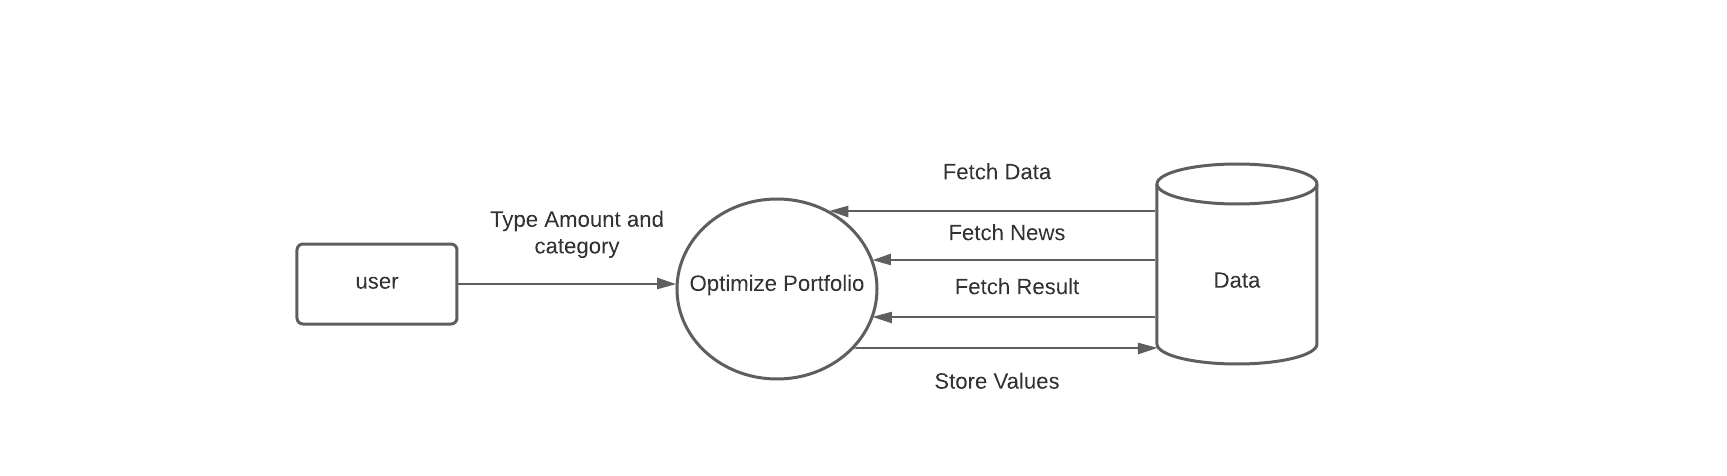 user
Type Amount and
category
Optimize Portfolio
Fetch Data
Fetch News
Fetch Result
Store Values
Data